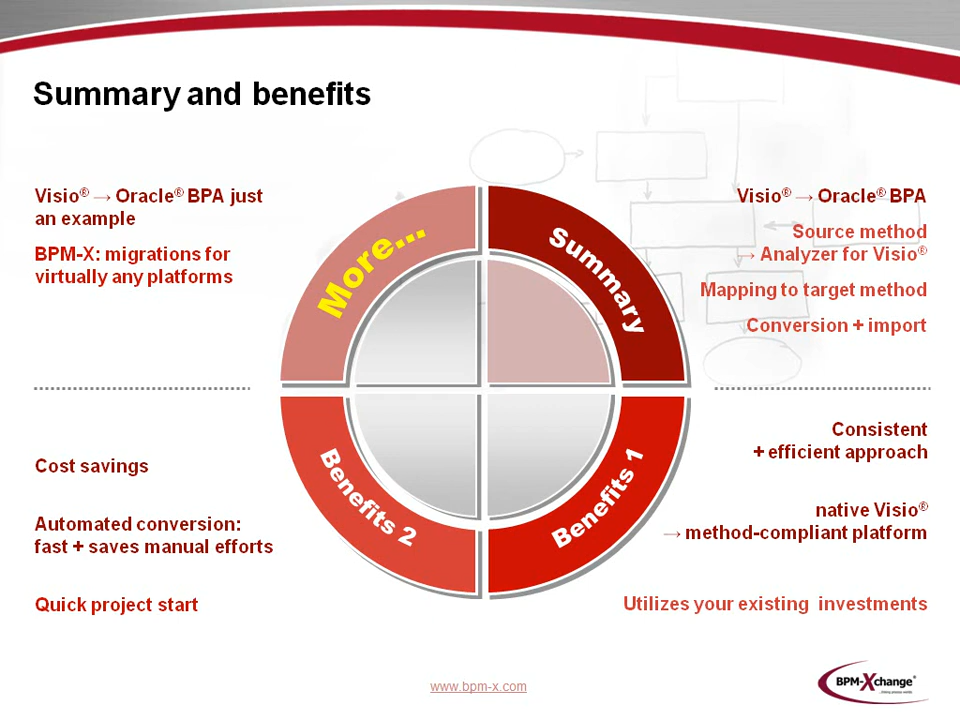 Summary and benefits
Visio® → Oracle® BPA just
an example
BPM-X: migrations for
virtually any platforms
More...
Summary
Visio® → Oracle® BPA
Source method
→ Analyzer for Visio®
Mapping to target method
Conversion + import
Cost savings
Automated conversion:
fast + saves manual efforts
Quick project start
Benefits 2
Benefits 1
Consistent
+ efficient approach
native Visio®
→ method-compliant platform
Utilizes your existing investments
www.bpm-x.com
BPM-Xchange®